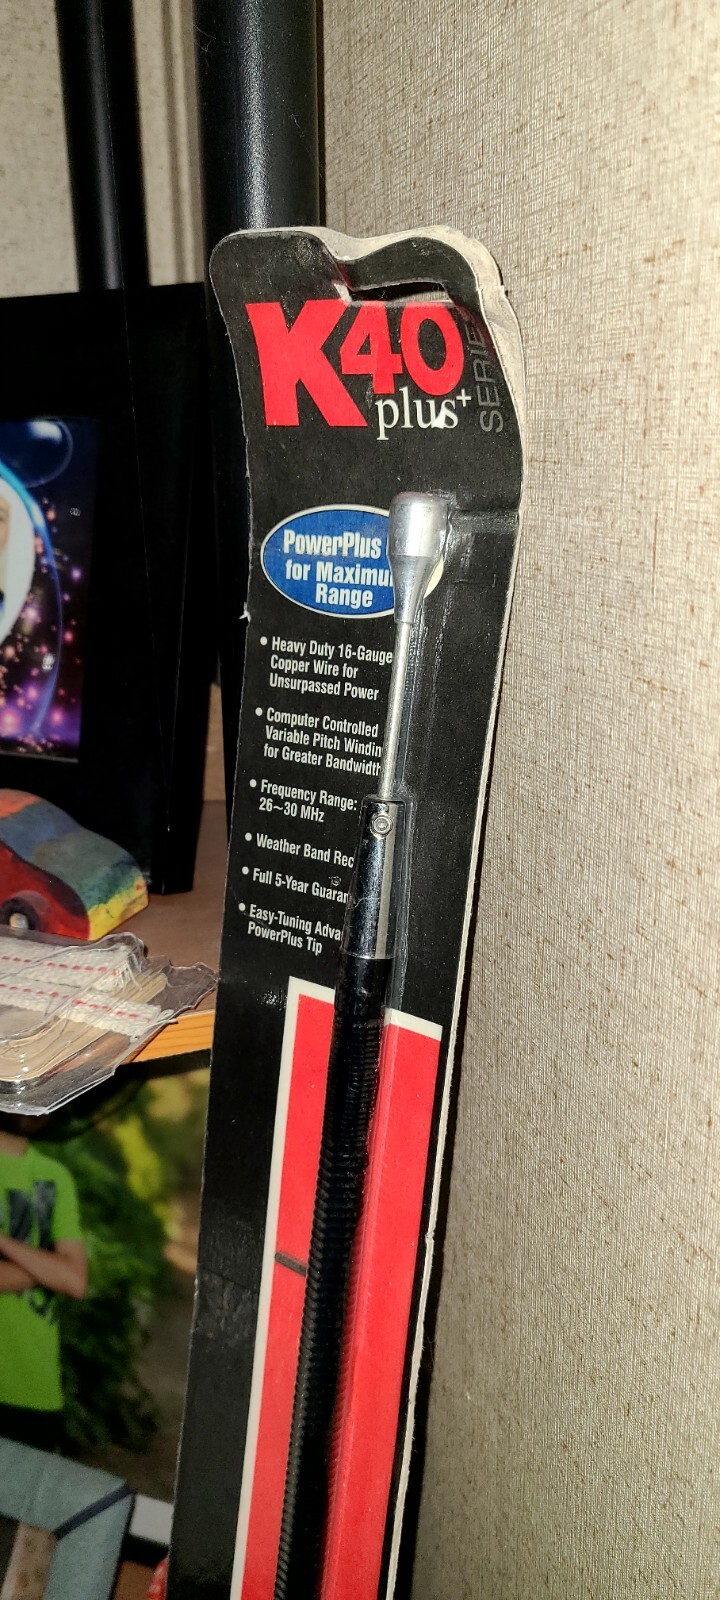 K40
plus+
SERIE
PowerPlus
for Maximu
Range
• Heavy Duty 16-Gauge
Copper Wire for
Unsurpassed Power
• Computer Controlled
Variable Pitch Windin
for Greater Bandwidth
• Frequency Range:
26~30 MHz
• Weather Band Rec
• Full 5-Year Guaran
• Easy-Tuning Adva
PowerPlus Tip